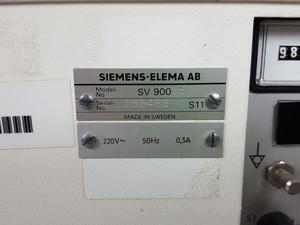 SIEMENS-ELEMA AB
Model-No SV 900
Serial-No S11
MADE IN SWEDEN
220V~ 50Hz 0,3A
98